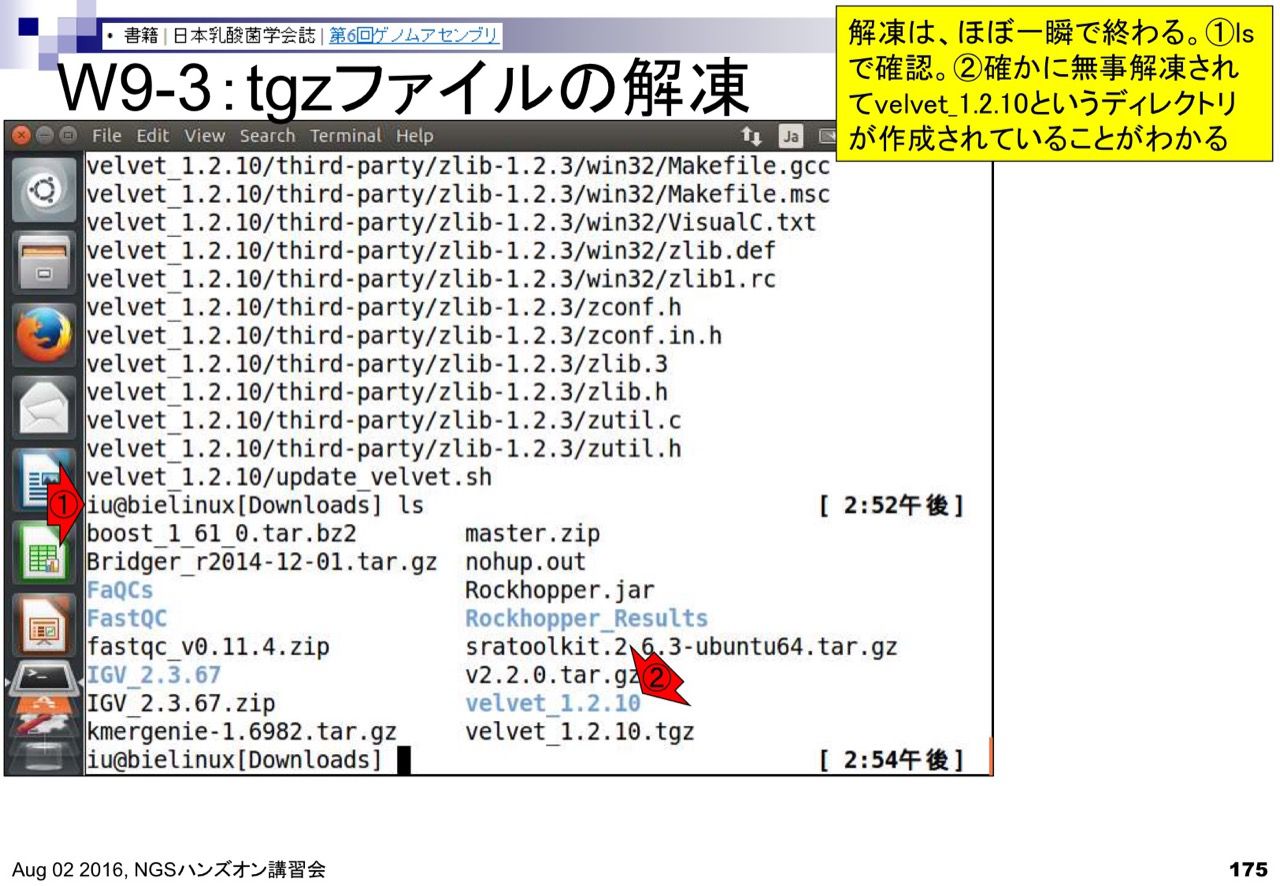 ・ 書籍 | 日本乳酸菌学会誌 | 第6回ゲノムアセンブリ
W9-3：tgzファイルの解凍
解凍は、ほぼ一瞬で終わる。①ls
で確認。②確かに無事解凍され
てvelvet_1.2.10というディレクトリ
が作成されていることがわかる
File Edit View Search Terminal Help
Ja
velvet_1.2.10/third-party/zlib-1.2.3/win32/Makefile.gcc
velvet_1.2.10/third-party/zlib-1.2.3/win32/Makefile.msc
velvet_1.2.10/third-party/zlib-1.2.3/win32/VisualC.txt
velvet_1.2.10/third-party/zlib-1.2.3/win32/zlib.def
velvet_1.2.10/third-party/zlib-1.2.3/win32/zlib1.rc
velvet_1.2.10/third-party/zlib-1.2.3/zconf.h
velvet_1.2.10/third-party/zlib-1.2.3/zconf.in.h
velvet_1.2.10/third-party/zlib-1.2.3/zlib.3
velvet_1.2.10/third-party/zlib-1.2.3/zlib.h
velvet_1.2.10/third-party/zlib-1.2.3/zutil.c
velvet_1.2.10/third-party/zlib-1.2.3/zutil.h
velvet_1.2.10/update_velvet.sh
① iu@bielinux[Downloads] ls [ 2:52午後]
boost_1_61_0.tar.bz2 master.zip
Bridger_r2014-12-01.tar.gz nohup.out
FaQCs Rockhopper.jar
FastQC Rockhopper_Results
fastqc_v0.11.4.zip sratoolkit.2.6.3-ubuntu64.tar.gz
IGV_2.3.67 v2.2.0.tar.gz ②
IGV_2.3.67.zip velvet_1.2.10
kmergenie-1.6982.tar.gz velvet_1.2.10.tgz
iu@bielinux[Downloads] [ 2:54午後]
Aug 02 2016, NGSハンズオン講習会
175